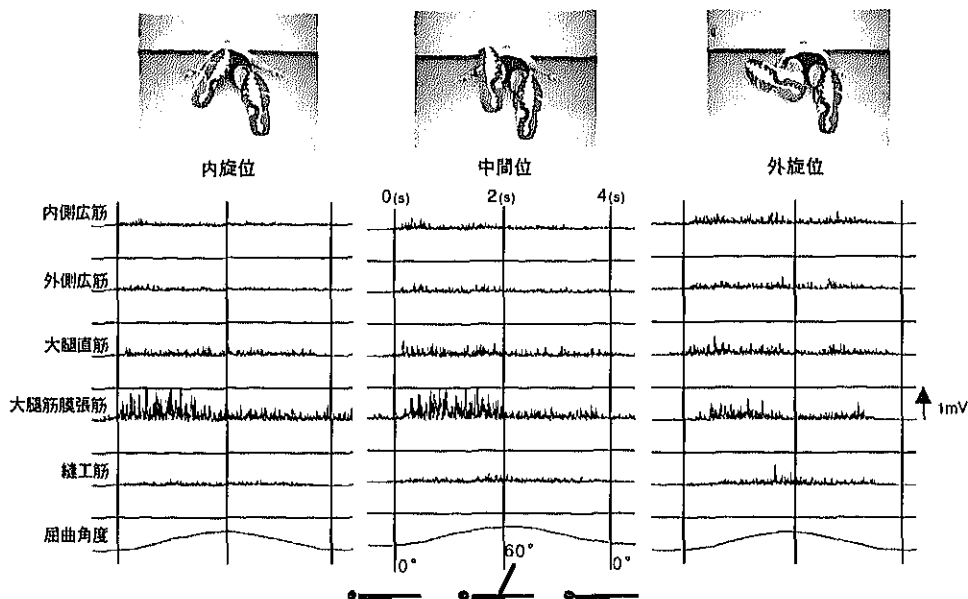 内旋位
中間位
外旋位
0(s) 2(s) 4(s)
内側広筋
外側広筋
大腿直筋
大腿筋膜張筋
1mV
縫工筋
屈曲角度
0° 60° 0°